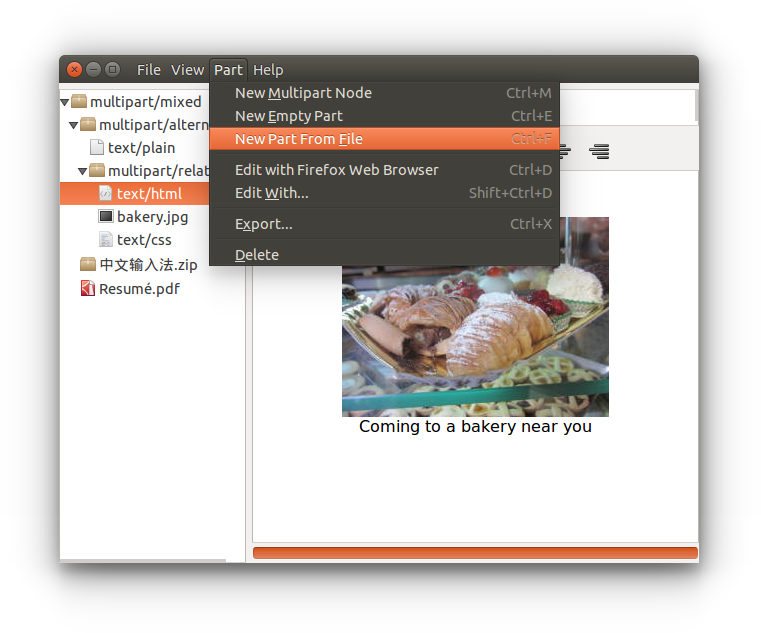 File View Part Help
New Multipart Node Ctrl+M
New Empty Part Ctrl+E
New Part From File Ctrl+F
Edit with Firefox Web Browser Ctrl+D
Edit With... Shift+Ctrl+D
Export... Ctrl+X
Delete
multipart/mixed
multipart/altern
text/plain
multipart/relat
text/html
bakery.jpg
text/css
中文输入法.zip
Resumé.pdf
Coming to a bakery near you